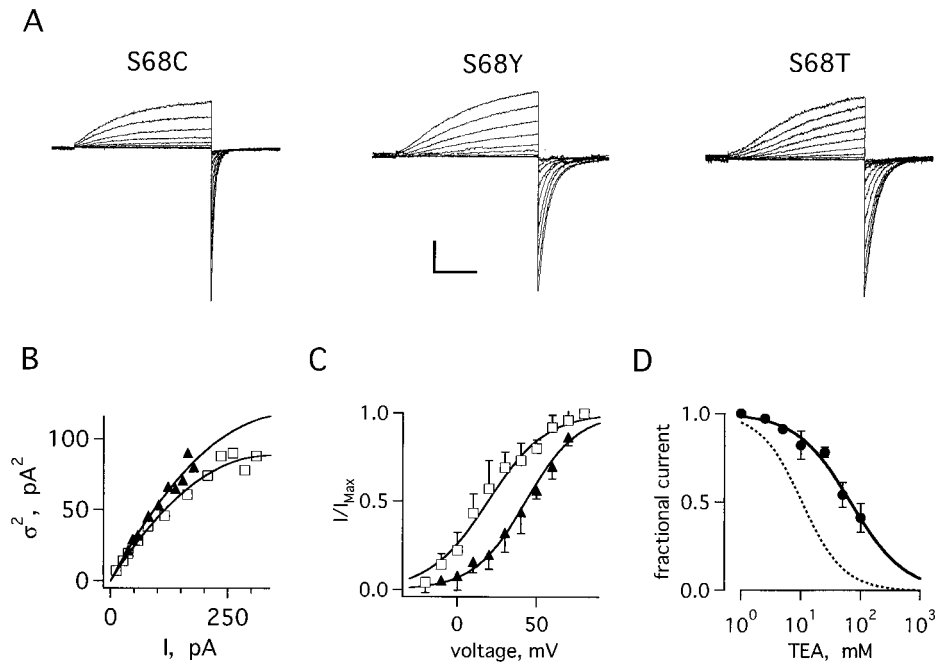 A
S68C
S68Y
S68T
B
σ², pA²
100
50
0
0
250
I, pA
C
I/IMax
1.0
0.5
0.0
0
50
voltage, mV
D
fractional current
1.0
0.5
0.0
10⁰
10¹
10²
10³
TEA, mM